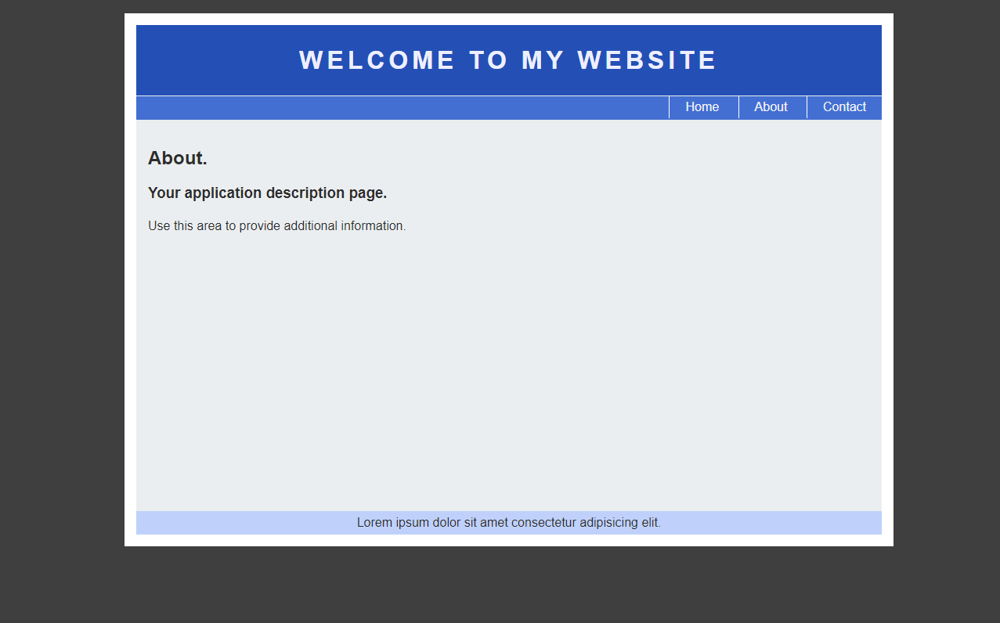 WELCOME TO MY WEBSITE
Home About Contact
About.
Your application description page.
Use this area to provide additional information.
Lorem ipsum dolor sit amet consectetur adipisicing elit.